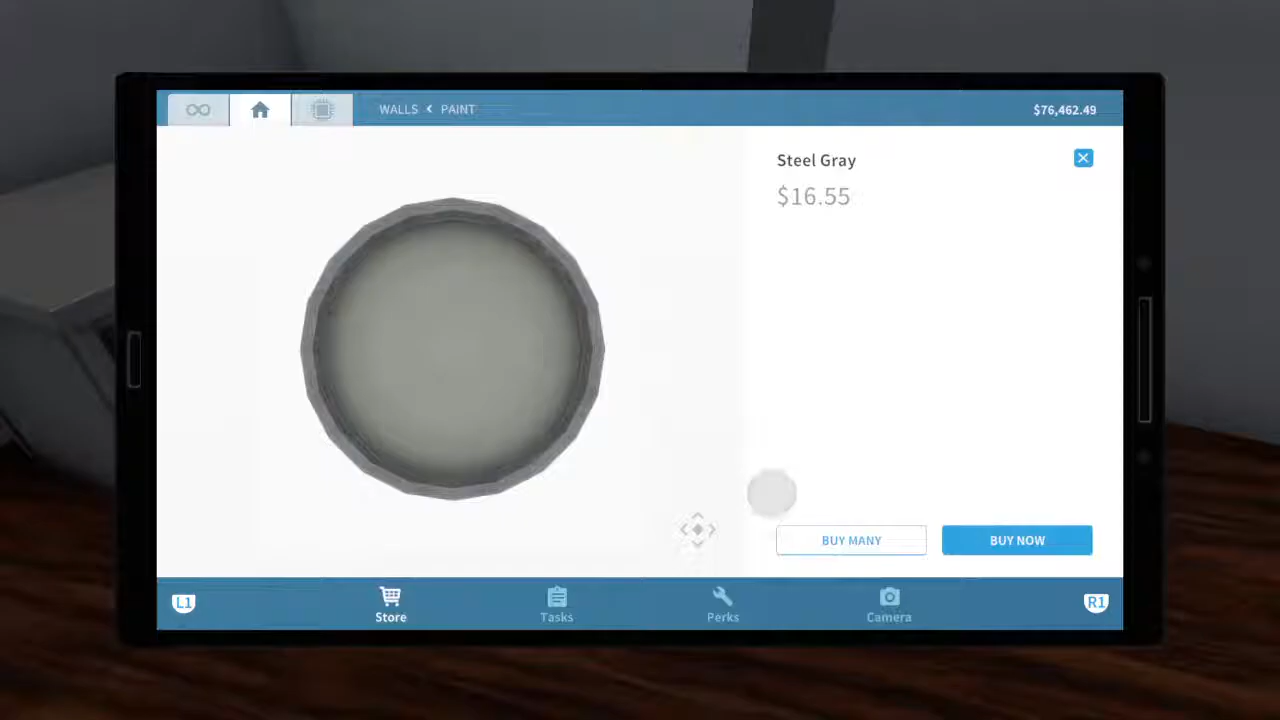 WALLS < PAINT
$76,462.49
Steel Gray
$16.55
BUY MANY
BUY NOW
L1
Store
Tasks
Perks
Camera
R1